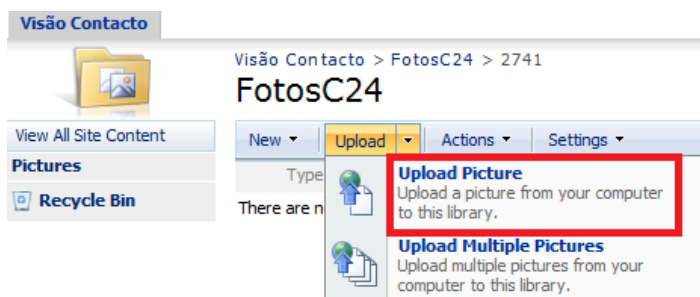 Visão Contacto
Visão Contacto > FotosC24 > 2741
FotosC24
View All Site Content
New Upload Actions Settings
Pictures
Type
Upload Picture
Upload a picture from your computer
to this library.
Recycle Bin
There are n
Upload Multiple Pictures
Upload multiple pictures from your
computer to this library.